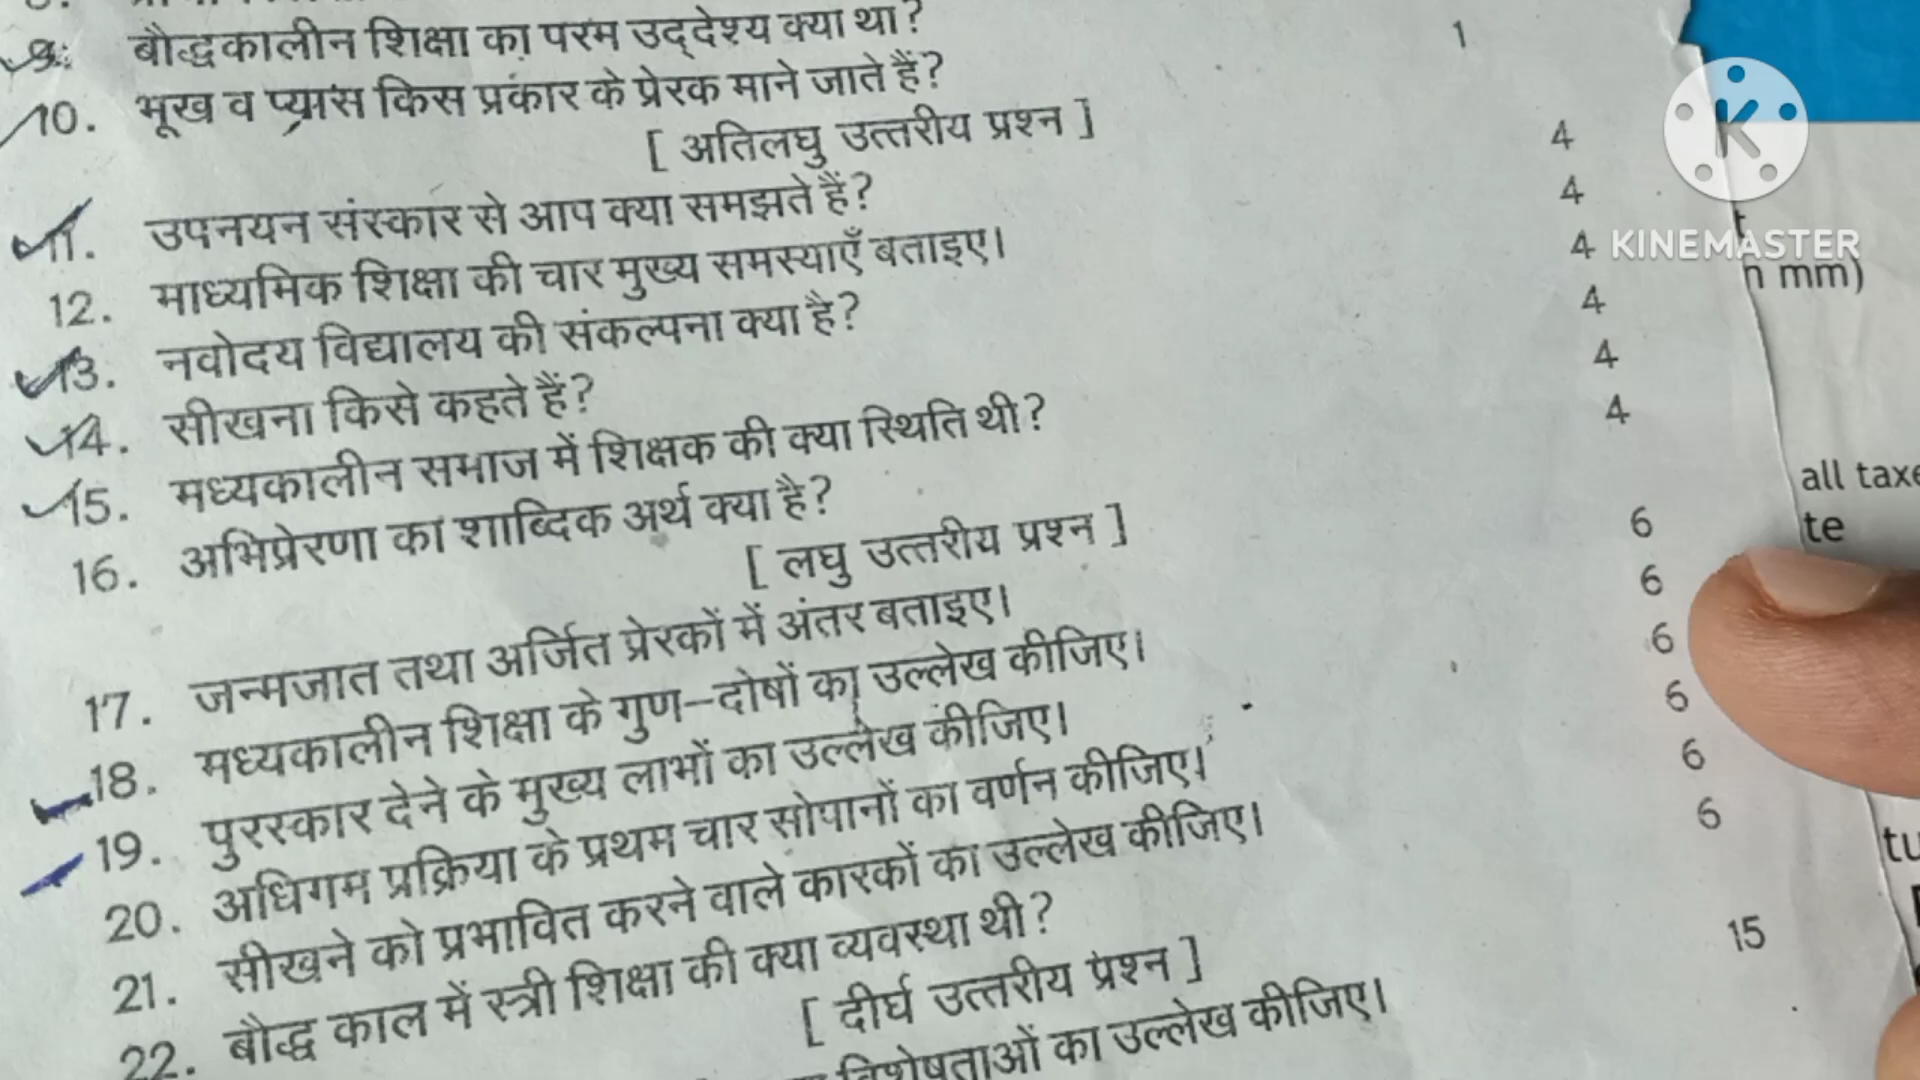 9. बौद्धकालीन शिक्षा का परम उद्देश्य क्या था?
1
10. भूख व प्यास किस प्रकार के प्रेरक माने जाते हैं?
[ अतिलघु उत्तरीय प्रश्न ]
11. उपनयन संस्कार से आप क्या समझते हैं? 4
12. माध्यमिक शिक्षा की चार मुख्य समस्याएँ बताइए। 4
13. नवोदय विद्यालय की संकल्पना क्या है? 4
14. सीखना किसे कहते हैं? 4
15. मध्यकालीन समाज में शिक्षक की क्या स्थिति थी? 4
16. अभिप्रेरणा का शाब्दिक अर्थ क्या है? 4
[ लघु उत्तरीय प्रश्न ]
17. जन्मजात तथा अर्जित प्रेरकों में अंतर बताइए। 6
18. मध्यकालीन शिक्षा के गुण–दोषों का उल्लेख कीजिए। 6
19. पुरस्कार देने के मुख्य लाभों का उल्लेख कीजिए। 6
20. अधिगम प्रक्रिया के प्रथम चार सोपानों का वर्णन कीजिए। 6
21. सीखने को प्रभावित करने वाले कारकों का उल्लेख कीजिए। 6
22. बौद्ध काल में स्त्री शिक्षा की क्या व्यवस्था थी? 6
[ दीर्घ उत्तरीय प्रश्न ]
विशेषताओं का उल्लेख कीजिए। 15
K
KINEMASTER
mm)
all taxe
te
tu